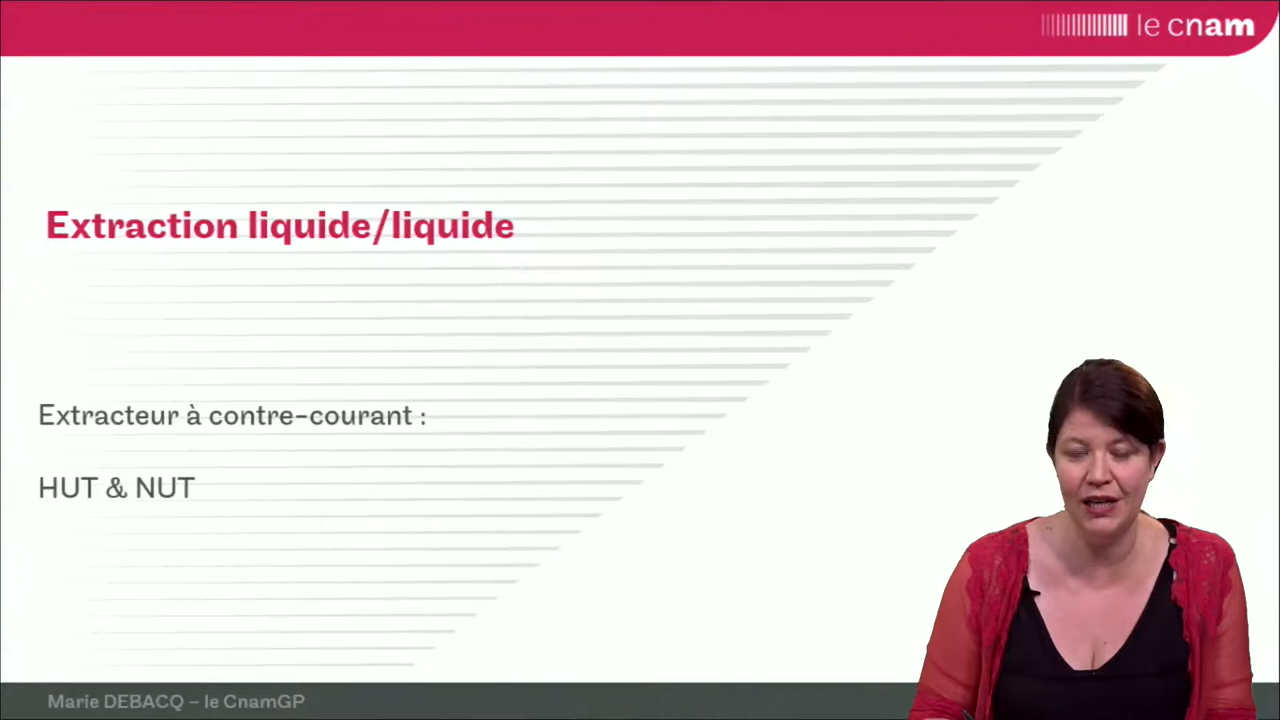 le cnam
Extraction liquide/liquide
Extracteur à contre-courant :
HUT & NUT
Marie DEBACQ – le CnamGP